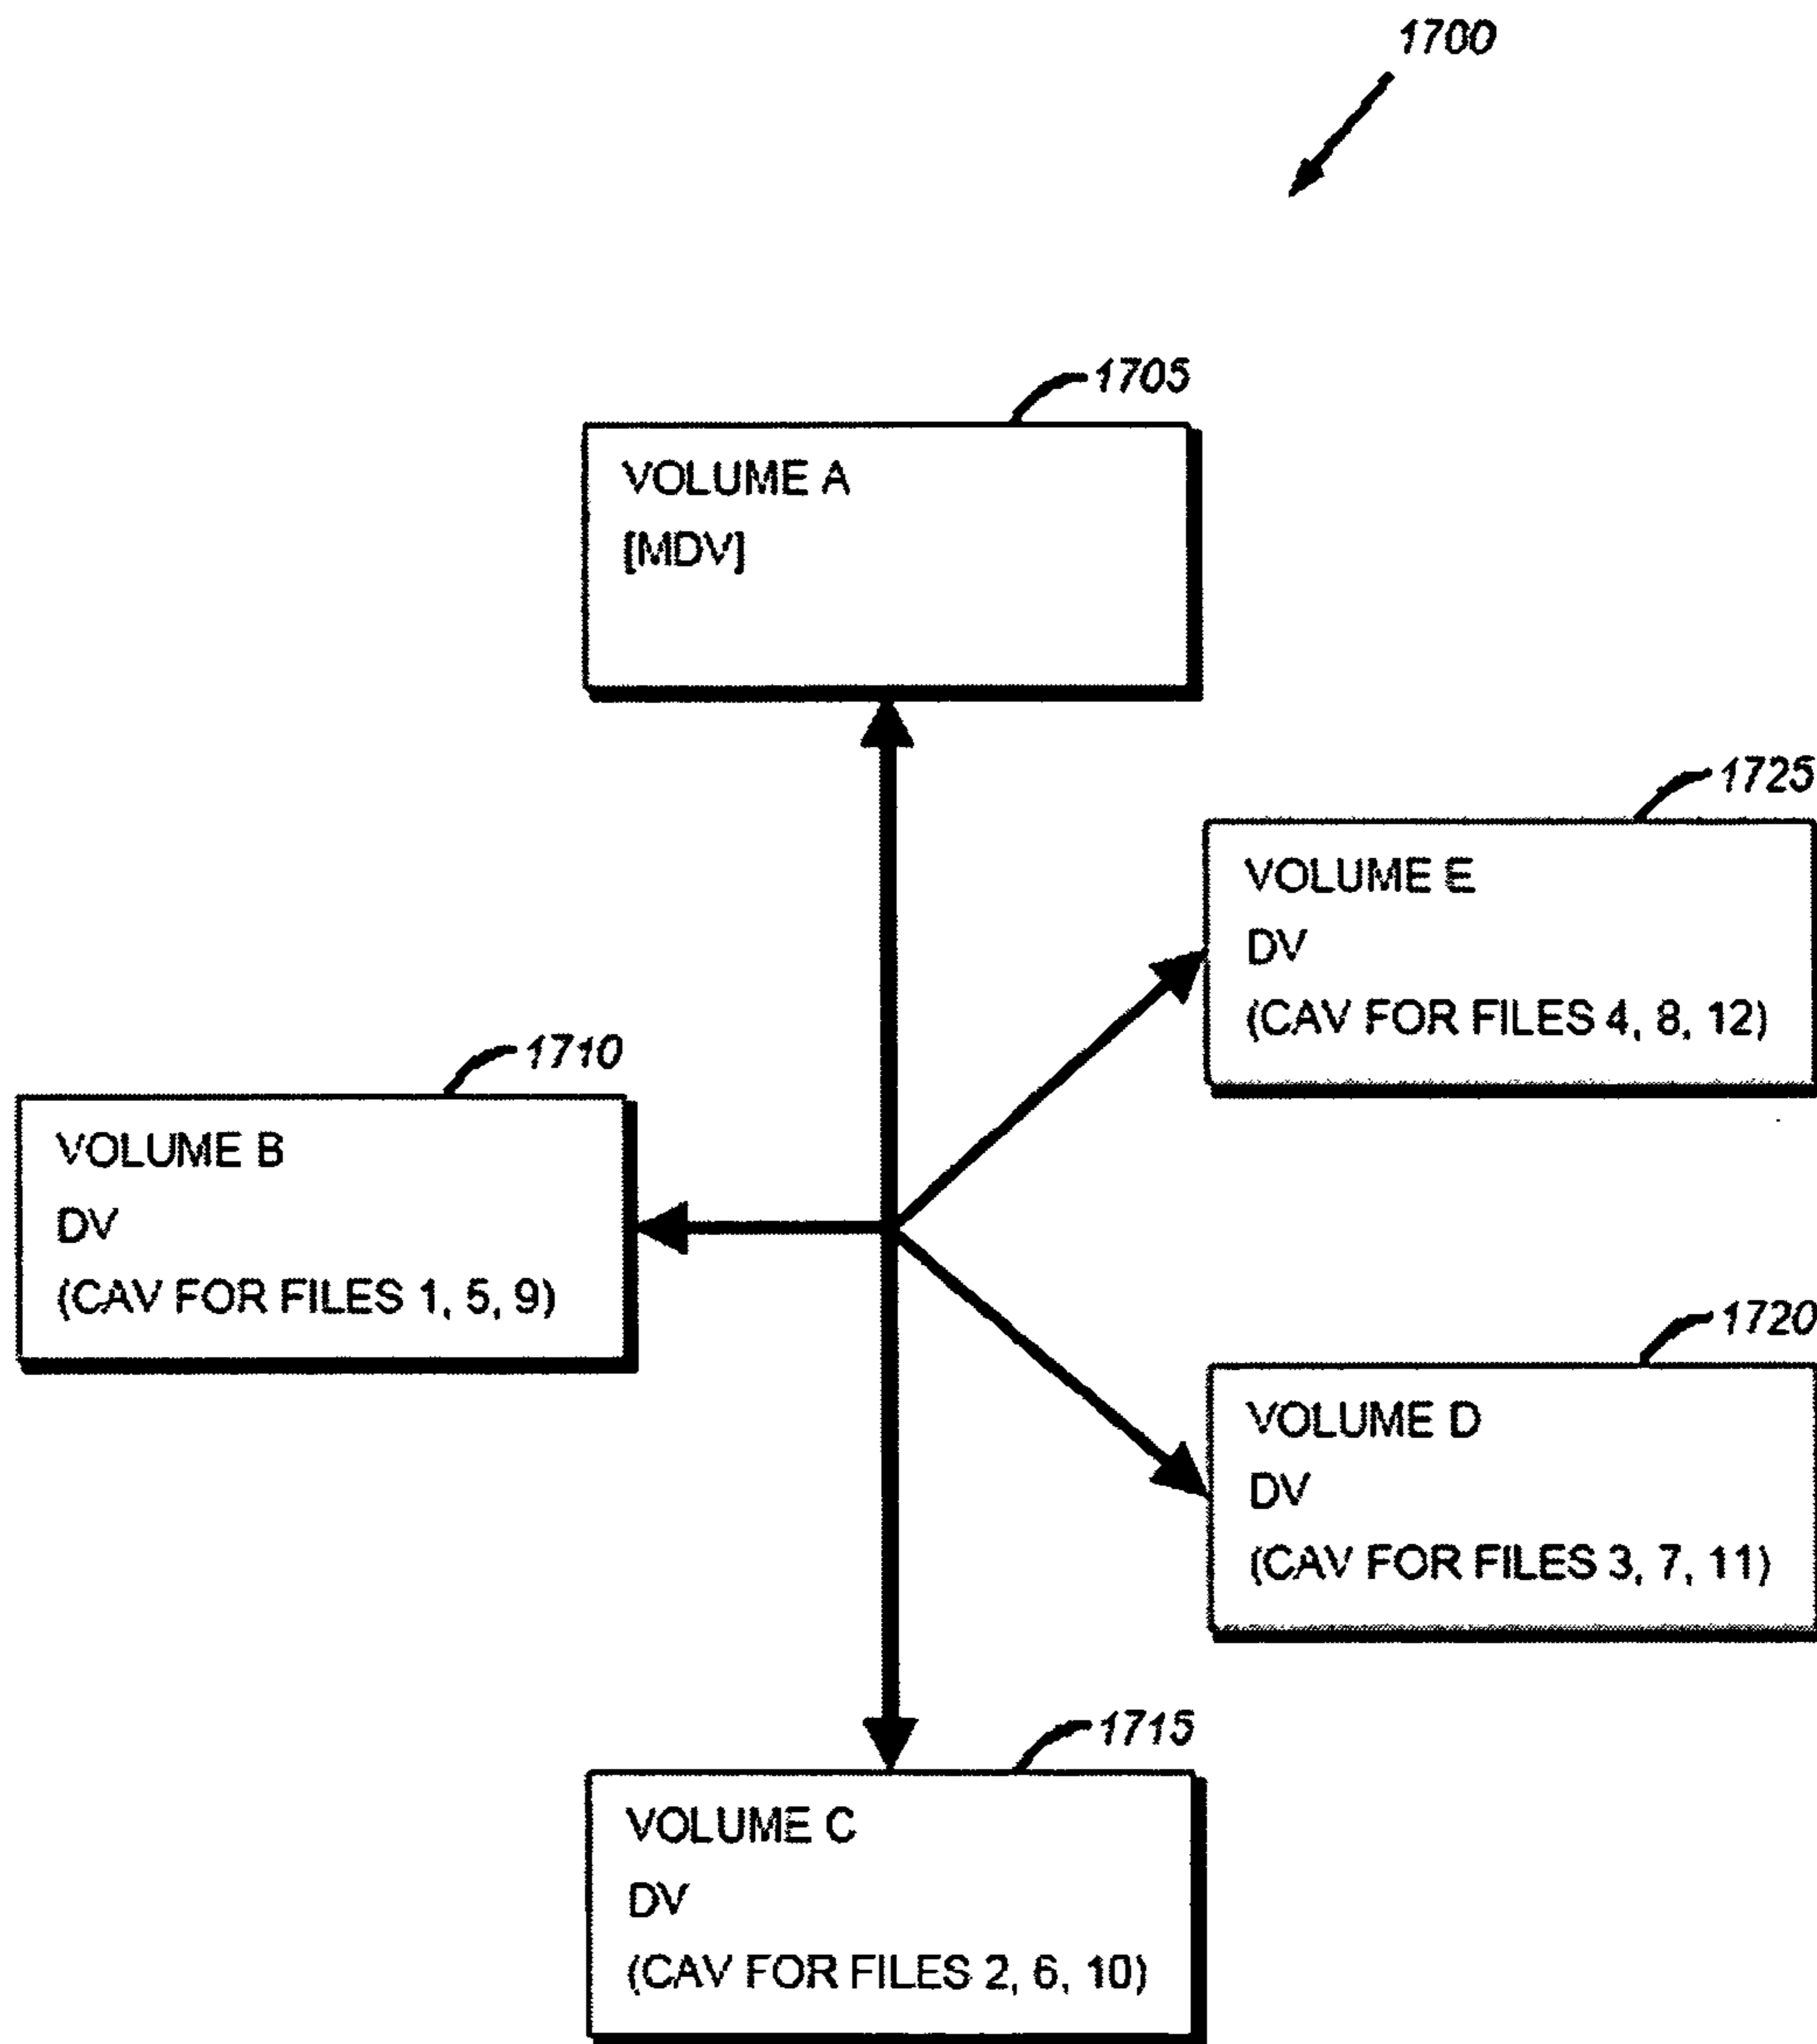 1700
1705
VOLUME A
[MDV]
1725
VOLUME E
DV
(CAV FOR FILES 4, 8, 12)
1710
VOLUME B
DV
(CAV FOR FILES 1, 5, 9)
1720
VOLUME D
DV
(CAV FOR FILES 3, 7, 11)
1715
VOLUME C
DV
(CAV FOR FILES 2, 6, 10)